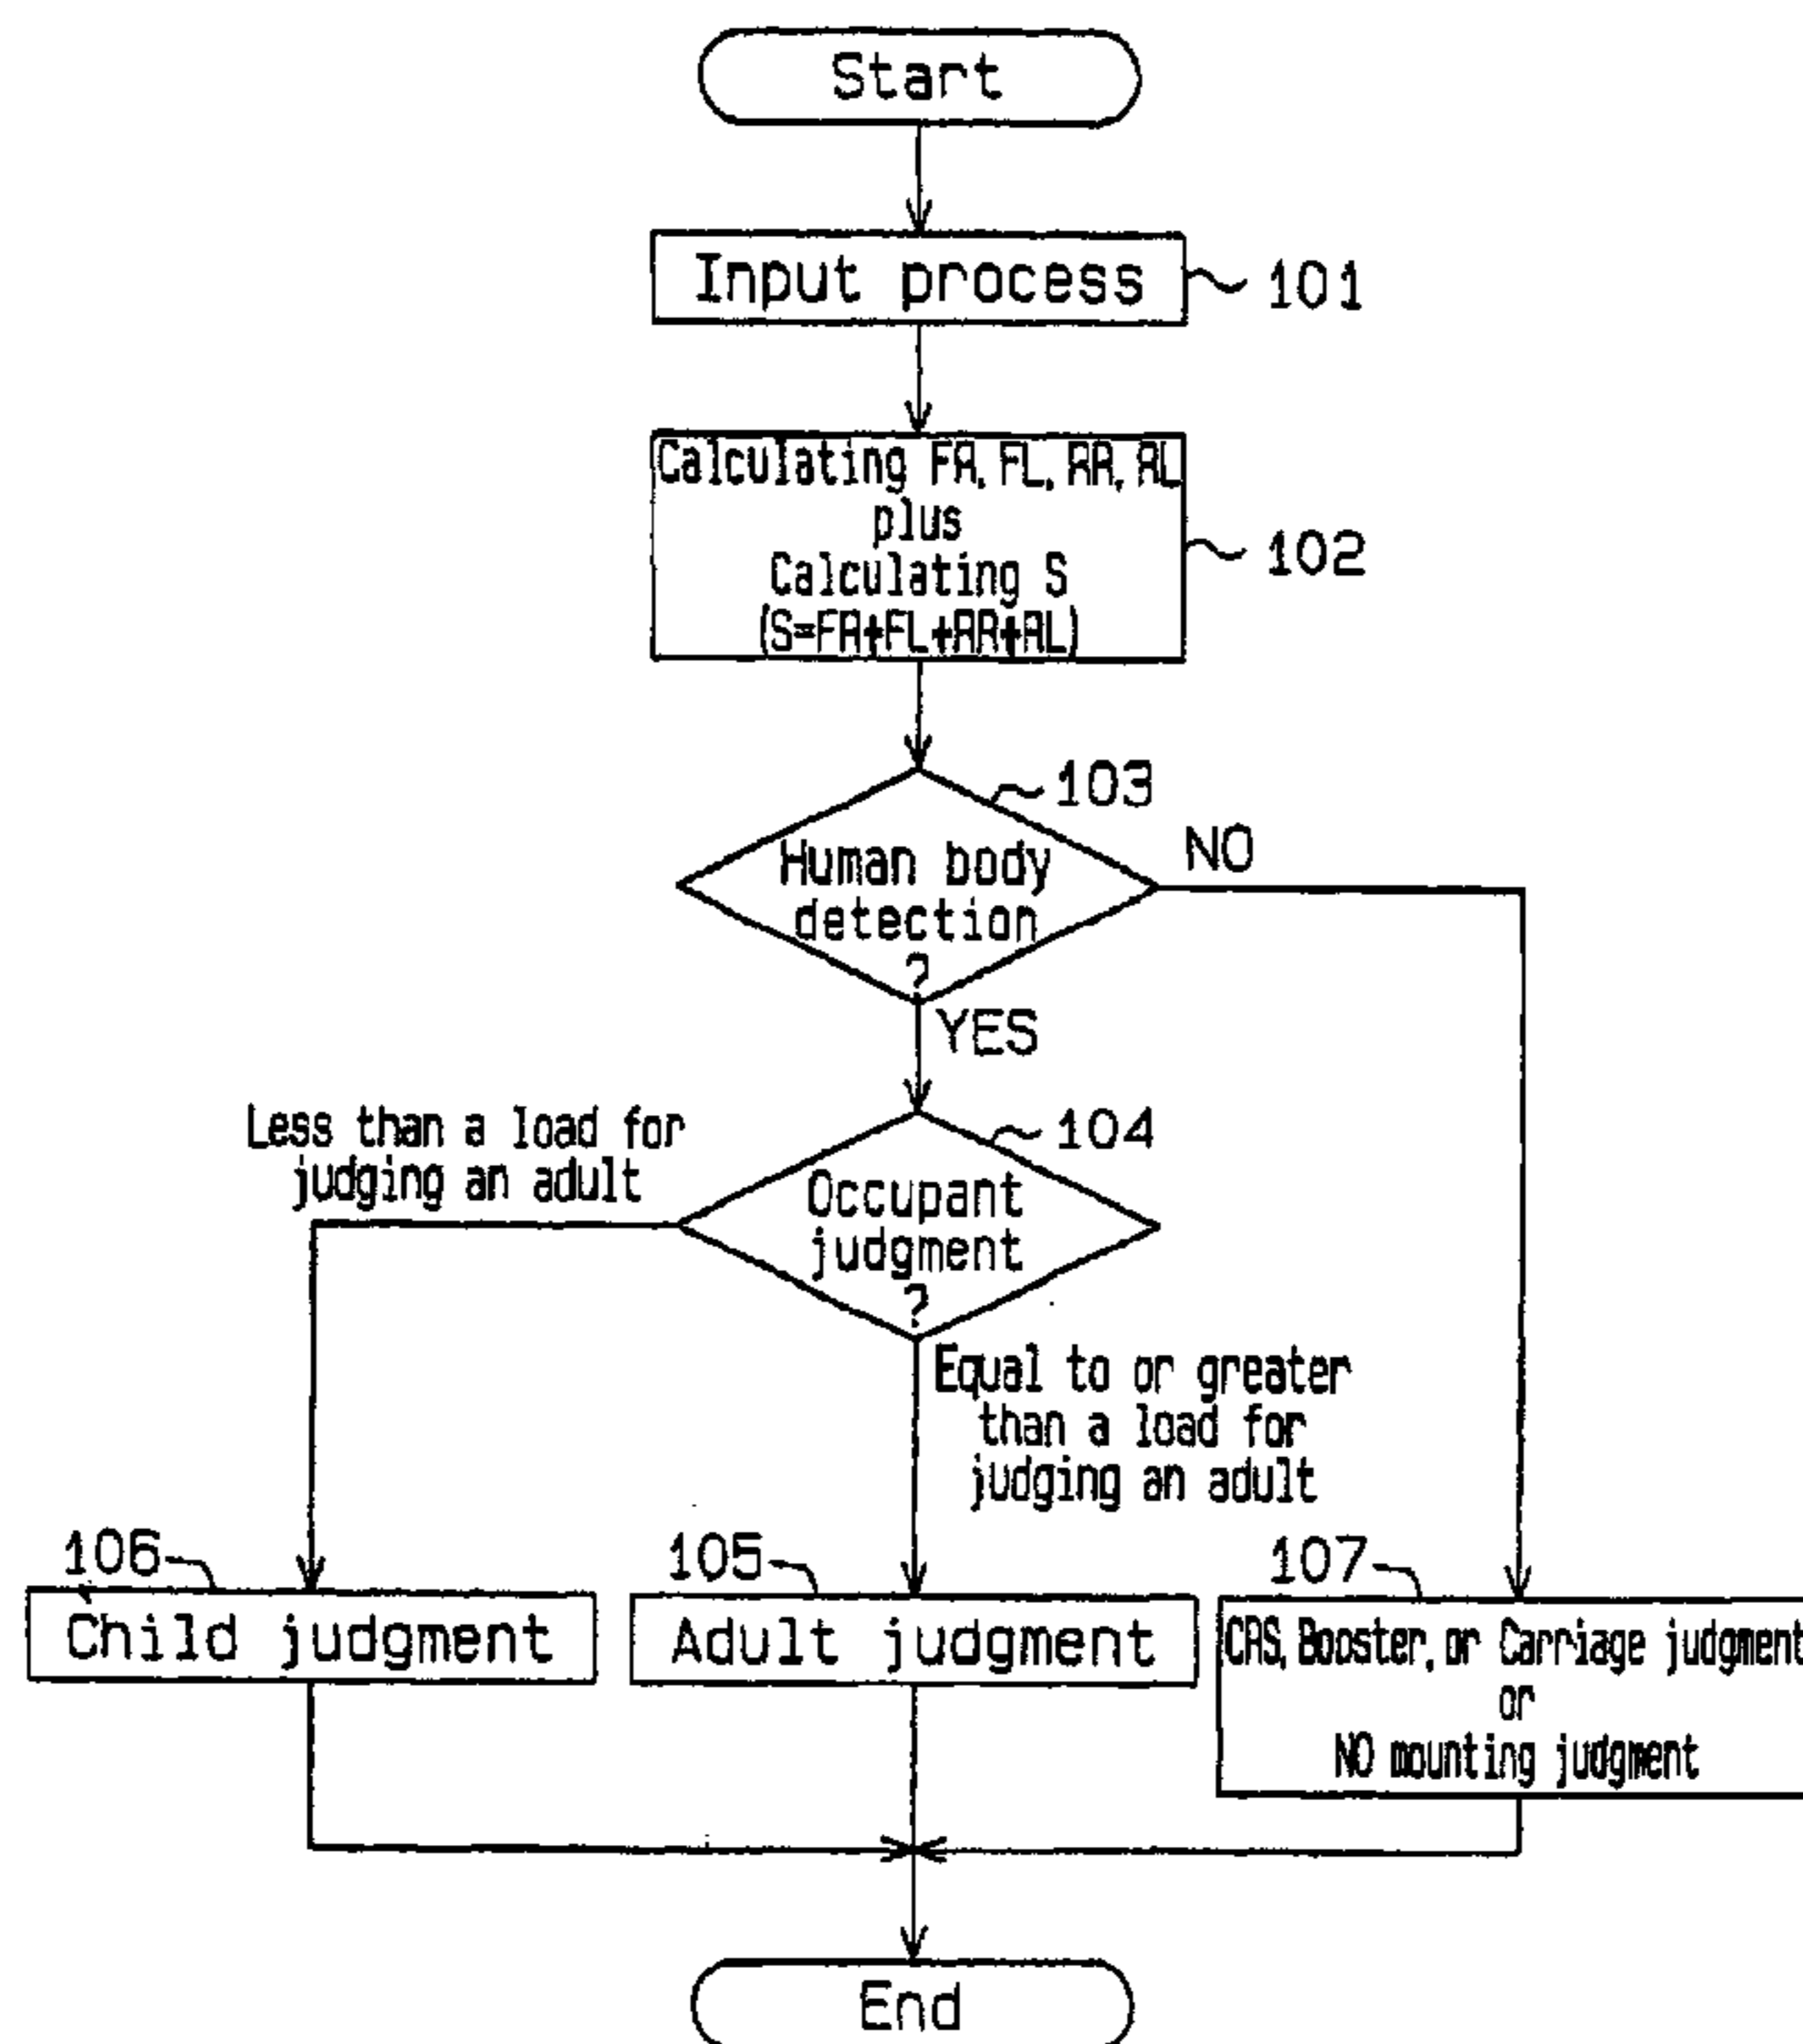 Start
Input process
101
Calculating FR, FL, RR, RL
plus
Calculating S
(S=FR+FL+RR+RL)
102
103
Human body
detection
?
NO
YES
Less than a load for
judging an adult
104
Occupant
judgment
?
Equal to or greater
than a load for
judging an adult
106
Child judgment
105
Adult judgment
107
CRS, Booster, or Carriage judgment
or
NO mounting judgment
End